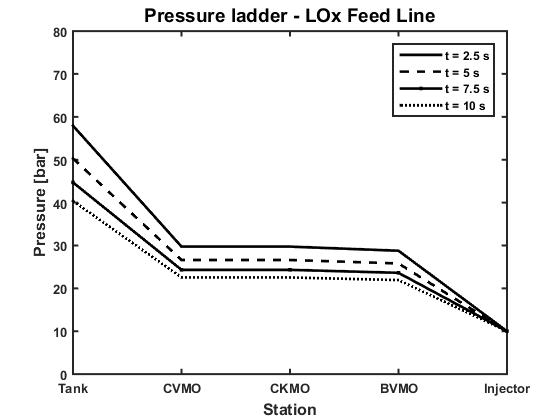 Pressure ladder - LOx Feed Line
80
70
60
50
40
30
20
10
0
Pressure [bar]
t = 2.5 s
t = 5 s
t = 7.5 s
t = 10 s
Tank CVMO CKMO BVMO Injector
Station